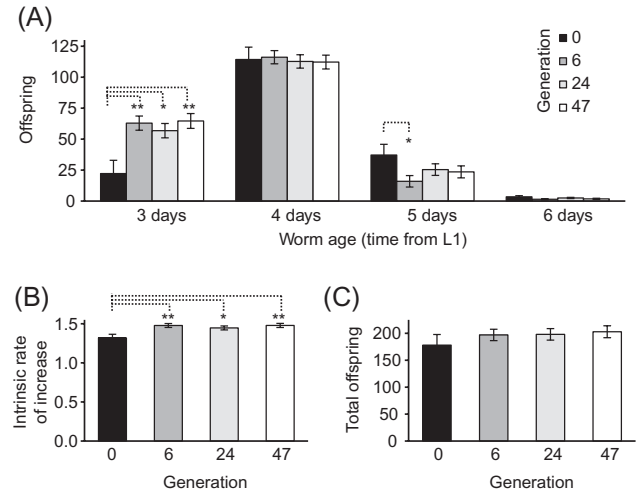 (A)
125
100
75
50
25
0
Offspring
** * **
*
3 days 4 days 5 days 6 days
Worm age (time from L1)
Generation
0
6
24
47
(B)
1.5
1.0
0.5
0.0
Intrinsic rate
of increase
** * **
0 6 24 47
Generation
(C)
200
150
100
50
0
Total offspring
0 6 24 47
Generation